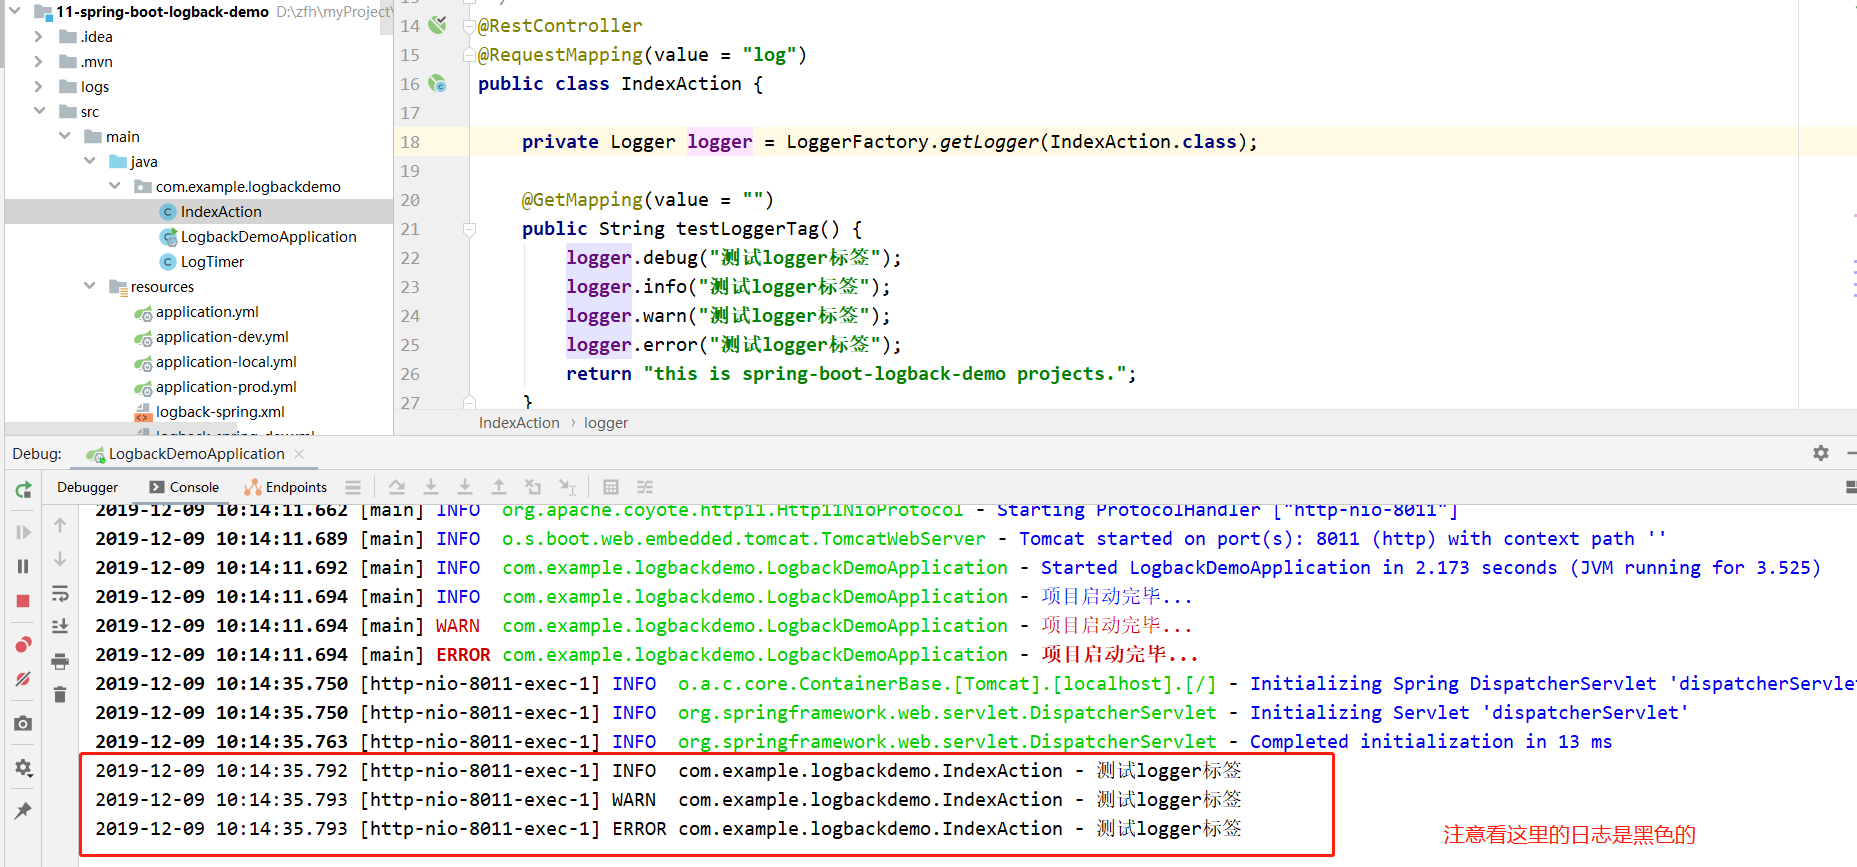 11-spring-boot-logback-demo D:\zfh\myProject\
.idea
.mvn
logs
src
main
java
com.example.logbackdemo
IndexAction
LogbackDemoApplication
LogTimer
resources
application.yml
application-dev.yml
application-local.yml
application-prod.yml
logback-spring.xml
14 @RestController
15 @RequestMapping(value = "log")
16 public class IndexAction {
17
18 private Logger logger = LoggerFactory.getLogger(IndexAction.class);
19
20 @GetMapping(value = "")
21 public String testLoggerTag() {
22 logger.debug("测试logger标签");
23 logger.info("测试logger标签");
24 logger.warn("测试logger标签");
25 logger.error("测试logger标签");
26 return "this is spring-boot-logback-demo projects.";
27 }
IndexAction › logger
Debug: LogbackDemoApplication
Debugger Console Endpoints
2019-12-09 10:14:11.662 [main] INFO org.apache.coyote.http11.Http11NioProtocol - Starting ProtocolHandler ["http-nio-8011"]
2019-12-09 10:14:11.689 [main] INFO o.s.boot.web.embedded.tomcat.TomcatWebServer - Tomcat started on port(s): 8011 (http) with context path ''
2019-12-09 10:14:11.692 [main] INFO com.example.logbackdemo.LogbackDemoApplication - Started LogbackDemoApplication in 2.173 seconds (JVM running for 3.525)
2019-12-09 10:14:11.694 [main] INFO com.example.logbackdemo.LogbackDemoApplication - 项目启动完毕...
2019-12-09 10:14:11.694 [main] WARN com.example.logbackdemo.LogbackDemoApplication - 项目启动完毕...
2019-12-09 10:14:11.694 [main] ERROR com.example.logbackdemo.LogbackDemoApplication - 项目启动完毕...
2019-12-09 10:14:35.750 [http-nio-8011-exec-1] INFO o.a.c.core.ContainerBase.[Tomcat].[localhost].[/] - Initializing Spring DispatcherServlet 'dispatcherServlet
2019-12-09 10:14:35.750 [http-nio-8011-exec-1] INFO org.springframework.web.servlet.DispatcherServlet - Initializing Servlet 'dispatcherServlet'
2019-12-09 10:14:35.763 [http-nio-8011-exec-1] INFO org.springframework.web.servlet.DispatcherServlet - Completed initialization in 13 ms
2019-12-09 10:14:35.792 [http-nio-8011-exec-1] INFO com.example.logbackdemo.IndexAction - 测试logger标签
2019-12-09 10:14:35.793 [http-nio-8011-exec-1] WARN com.example.logbackdemo.IndexAction - 测试logger标签
2019-12-09 10:14:35.793 [http-nio-8011-exec-1] ERROR com.example.logbackdemo.IndexAction - 测试logger标签
注意看这里的日志是黑色的